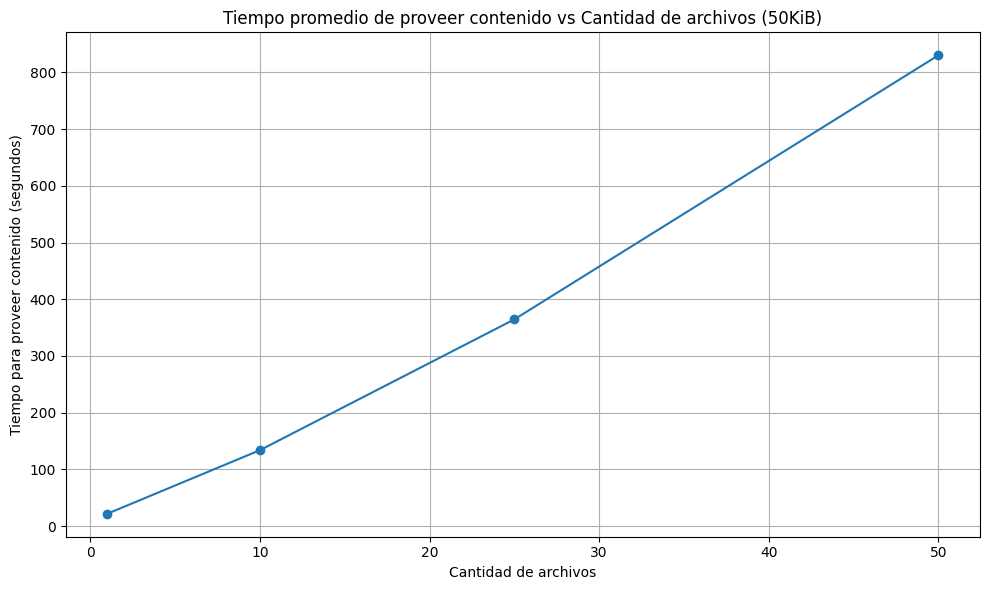 Tiempo promedio de proveer contenido vs Cantidad de archivos (50KiB)
Tiempo para proveer contenido (segundos)
800
700
600
500
400
300
200
100
0
0 10 20 30 40 50
Cantidad de archivos